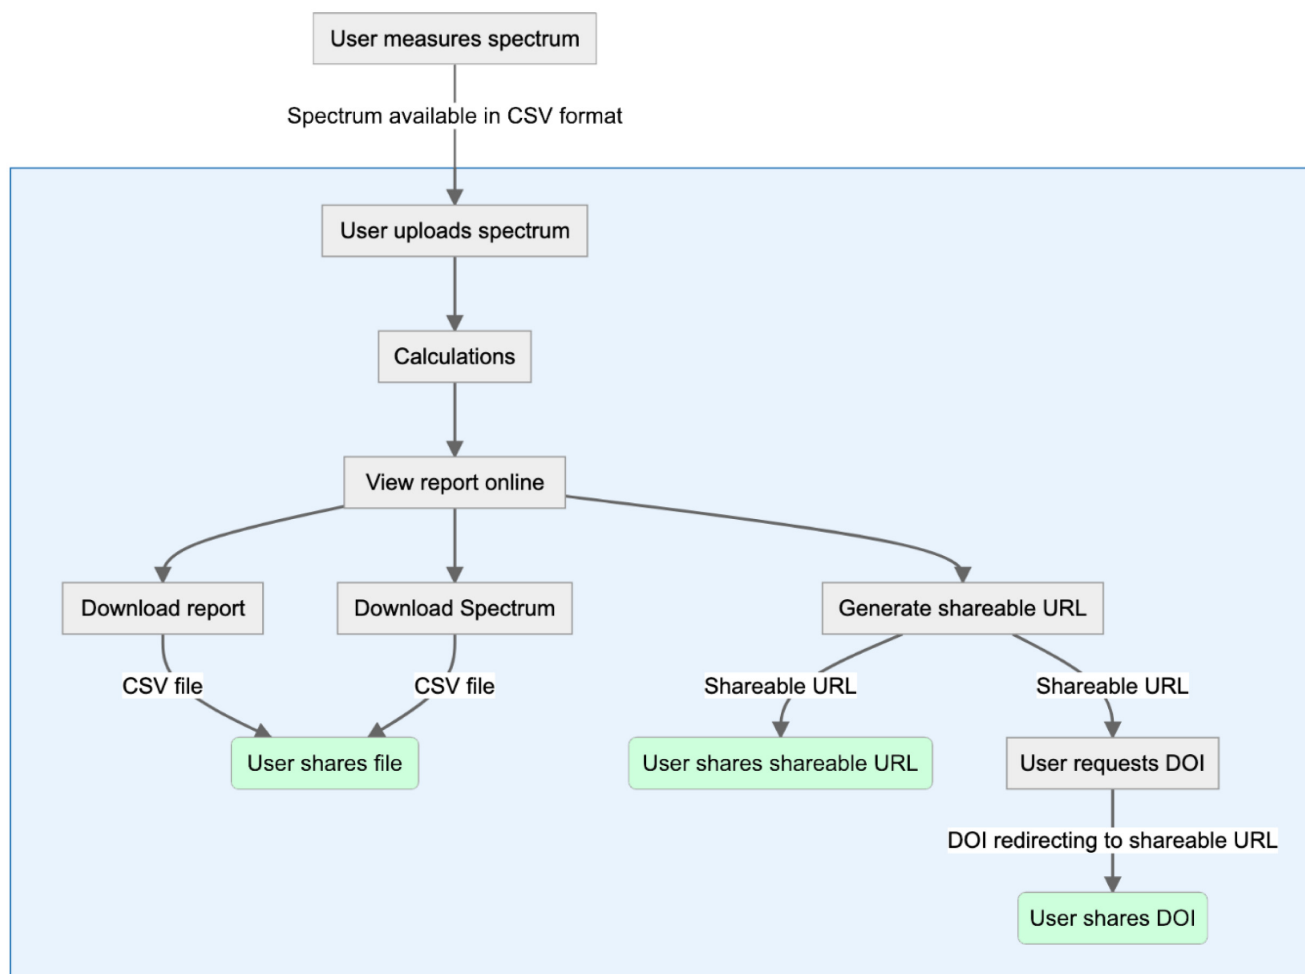 User measures spectrum
Spectrum available in CSV format
User uploads spectrum
Calculations
View report online
Download report
Download Spectrum
Generate shareable URL
CSV file
CSV file
Shareable URL
Shareable URL
User shares file
User shares shareable URL
User requests DOI
DOI redirecting to shareable URL
User shares DOI